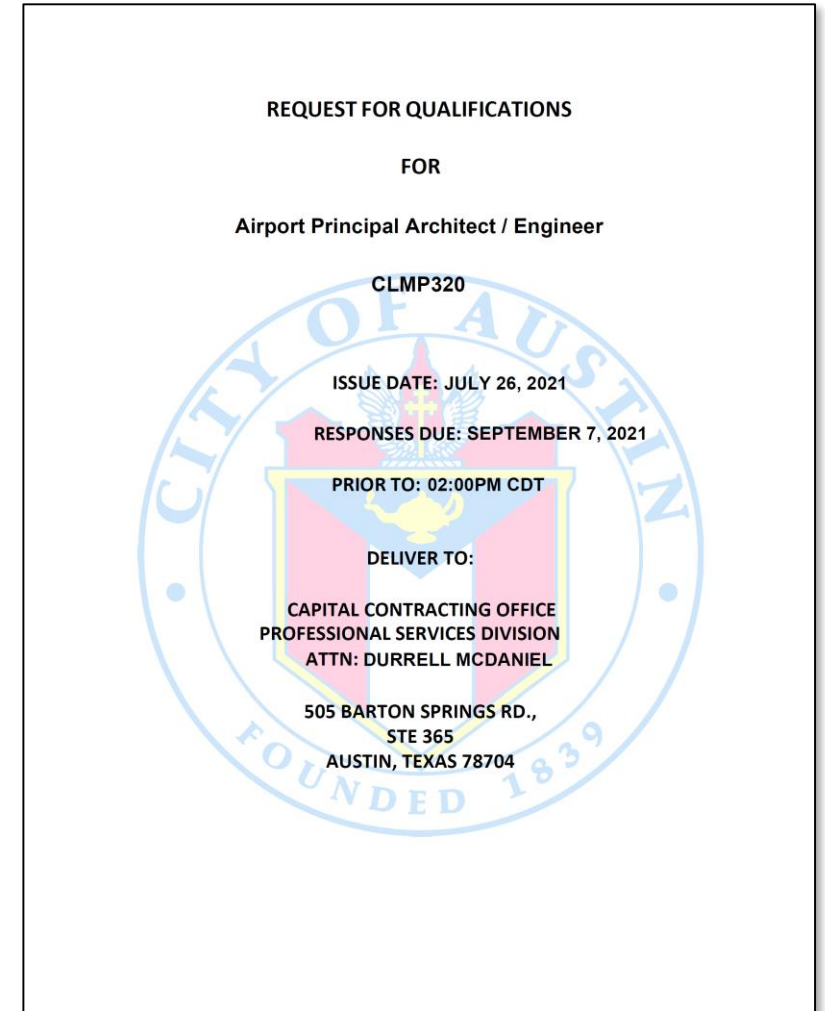 REQUEST FOR QUALIFICATIONS
FOR
Airport Principal Architect / Engineer
CLMP320
CITY OF AUSTIN
ISSUE DATE: JULY 26, 2021
RESPONSES DUE: SEPTEMBER 7, 2021
PRIOR TO: 02:00PM CDT
DELIVER TO:
CAPITAL CONTRACTING OFFICE
PROFESSIONAL SERVICES DIVISION
ATTN: DURRELL MCDANIEL
505 BARTON SPRINGS RD.,
STE 365
AUSTIN, TEXAS 78704
FOUNDED 1839